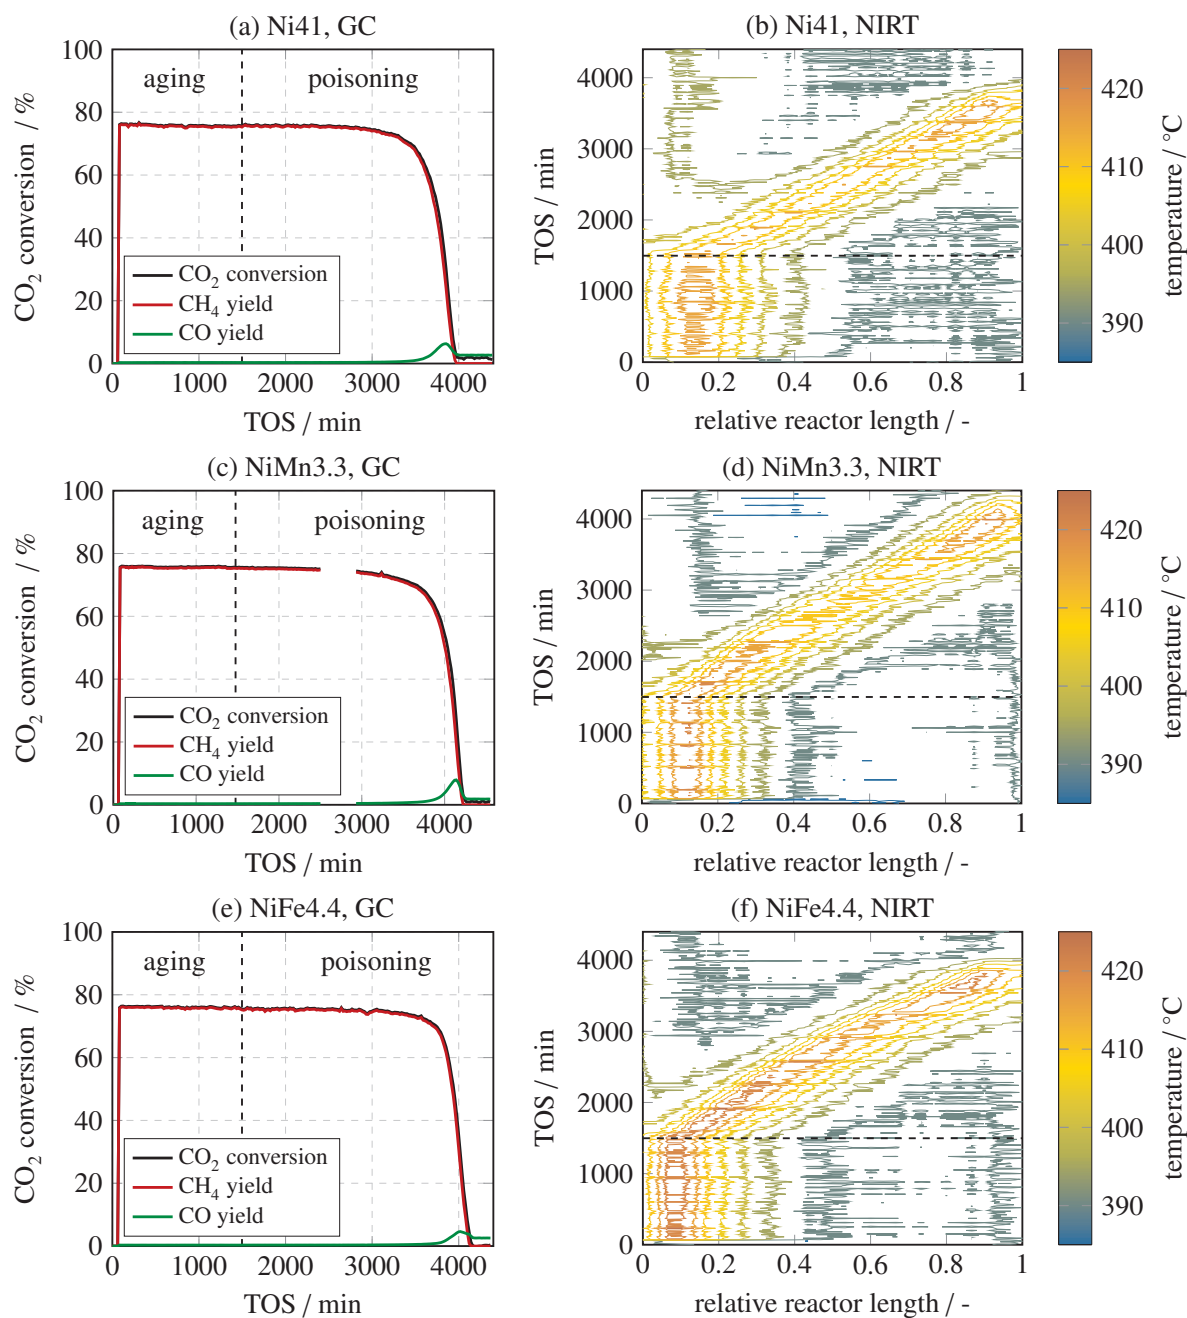 (a) Ni41, GC
100
80
60
40
20
0
CO₂ conversion / %
aging
poisoning
CO₂ conversion
CH₄ yield
CO yield
0
1000
2000
3000
4000
TOS / min
(b) Ni41, NIRT
4000
3000
2000
1000
0
TOS / min
0
0.2
0.4
0.6
0.8
1
relative reactor length / -
420
410
400
390
temperature / °C
(c) NiMn3.3, GC
100
80
60
40
20
0
CO₂ conversion / %
aging
poisoning
CO₂ conversion
CH₄ yield
CO yield
0
1000
2000
3000
4000
TOS / min
(d) NiMn3.3, NIRT
4000
3000
2000
1000
0
TOS / min
0
0.2
0.4
0.6
0.8
1
relative reactor length / -
420
410
400
390
temperature / °C
(e) NiFe4.4, GC
100
80
60
40
20
0
CO₂ conversion / %
aging
poisoning
CO₂ conversion
CH₄ yield
CO yield
0
1000
2000
3000
4000
TOS / min
(f) NiFe4.4, NIRT
4000
3000
2000
1000
0
TOS / min
0
0.2
0.4
0.6
0.8
1
relative reactor length / -
420
410
400
390
temperature / °C